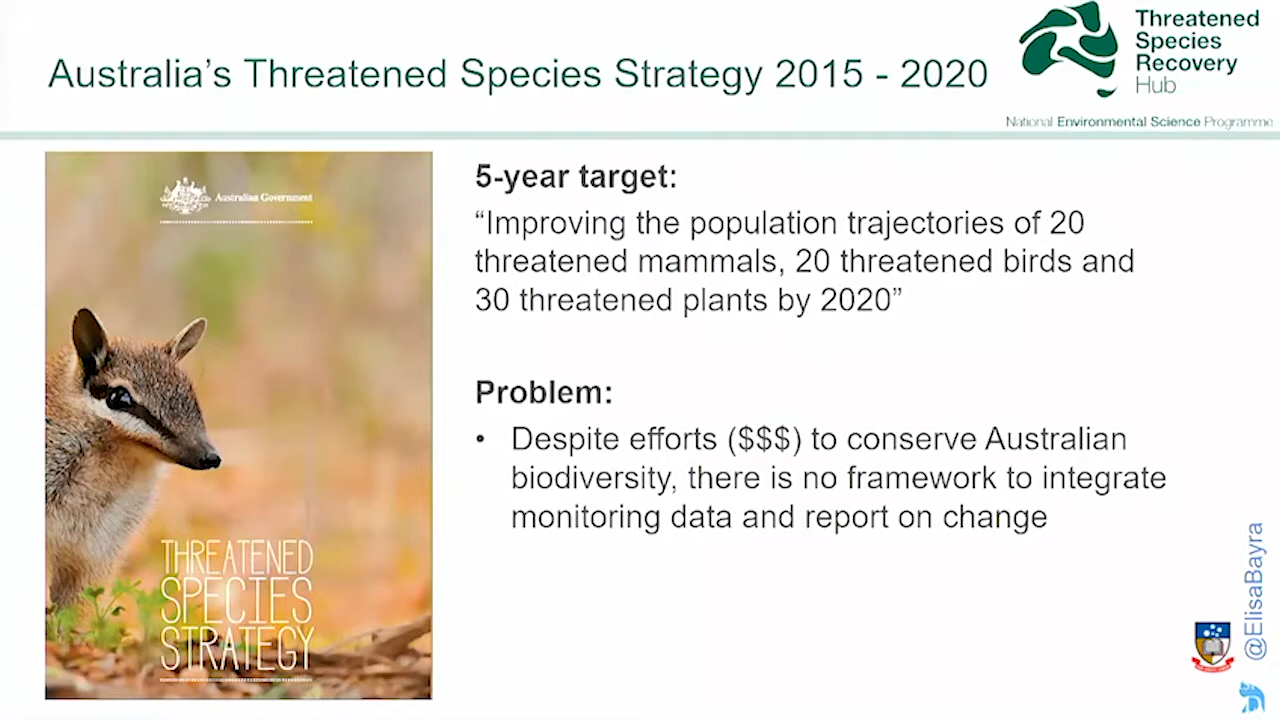 Australia's Threatened Species Strategy 2015 - 2020
Threatened
Species
Recovery
Hub
National Environmental Science Programme
Australian Government
THREATENED
SPECIES
STRATEGY
5-year target:
“Improving the population trajectories of 20
threatened mammals, 20 threatened birds and
30 threatened plants by 2020”
Problem:
• Despite efforts ($$$) to conserve Australian
biodiversity, there is no framework to integrate
monitoring data and report on change
@ElisaBayra